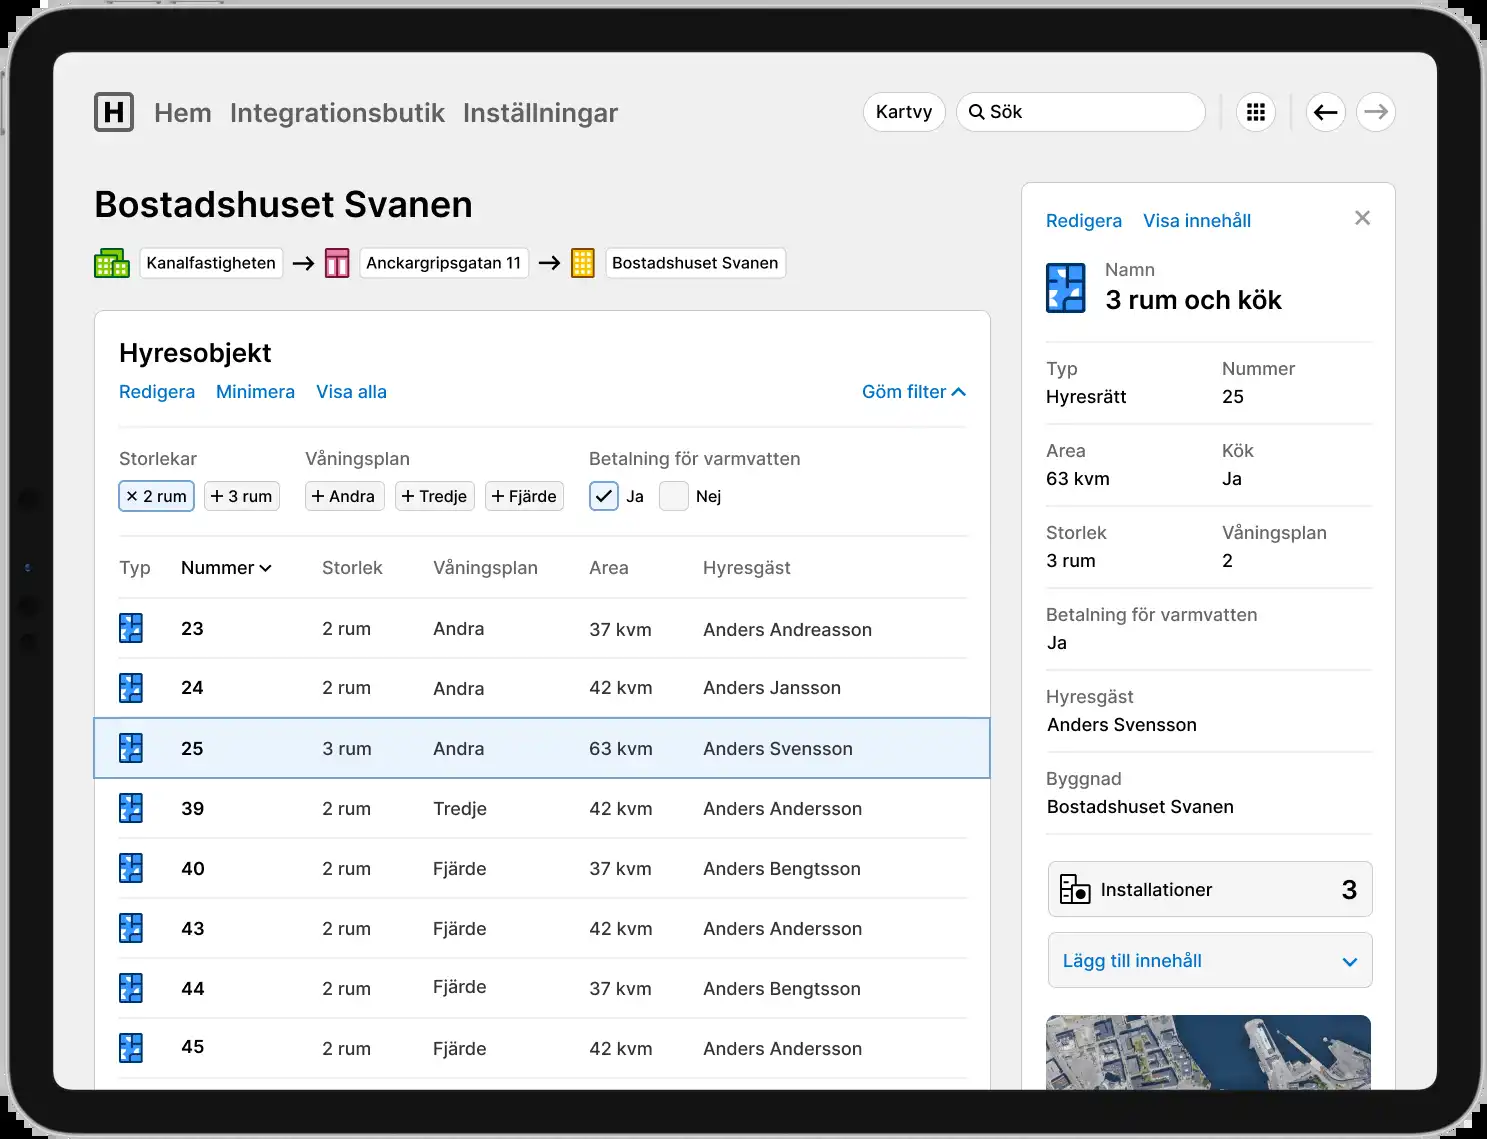 H Hem Integrationsbutik Inställningar Kartvy Sök
Bostadshuset Svanen
Kanalfastigheten → Anckargripsgatan 11 → Bostadshuset Svanen
Hyresobjekt
Redigera Minimera Visa alla Göm filter
Storlekar Våningsplan Betalning för varmvatten
× 2 rum + 3 rum + Andra + Tredje + Fjärde Ja Nej
Typ Nummer Storlek Våningsplan Area Hyresgäst
23 2 rum Andra 37 kvm Anders Andreasson
24 2 rum Andra 42 kvm Anders Jansson
25 3 rum Andra 63 kvm Anders Svensson
39 2 rum Tredje 42 kvm Anders Andersson
40 2 rum Fjärde 37 kvm Anders Bengtsson
43 2 rum Fjärde 42 kvm Anders Andersson
44 2 rum Fjärde 37 kvm Anders Bengtsson
45 2 rum Fjärde 42 kvm Anders Andersson
Redigera Visa innehåll
Namn
3 rum och kök
Typ Nummer
Hyresrätt 25
Area Kök
63 kvm Ja
Storlek Våningsplan
3 rum 2
Betalning för varmvatten
Ja
Hyresgäst
Anders Svensson
Byggnad
Bostadshuset Svanen
Installationer 3
Lägg till innehåll